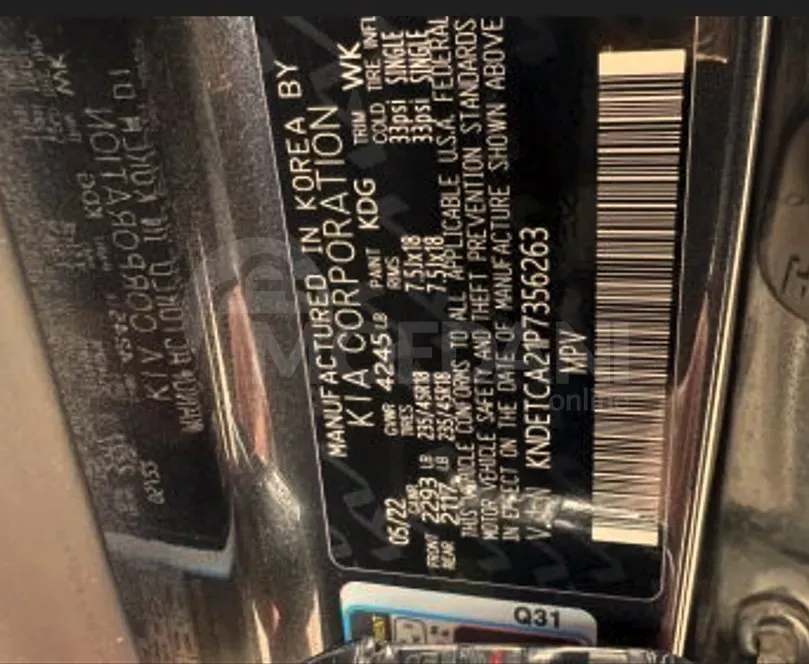 MANUFACTURED IN KOREA BY
KIA CORPORATION
05/22 GVWR 4245 LB PAINT KDG TRIM WK
GAWR TIRES RIMS COLD TIRE INFL
FRONT 2293 LB 235/45R18 7.5Jx18 33psi SINGLE
REAR 2117 LB 235/45R18 7.5Jx18 33psi SINGLE
THIS VEHICLE CONFORMS TO ALL APPLICABLE U.S.A. FEDERAL
MOTOR VEHICLE SAFETY AND THEFT PREVENTION STANDARDS
IN EFFECT ON THE DATE OF MANUFACTURE SHOWN ABOVE
KNDETCA21P7356263
MPV
Q31
online